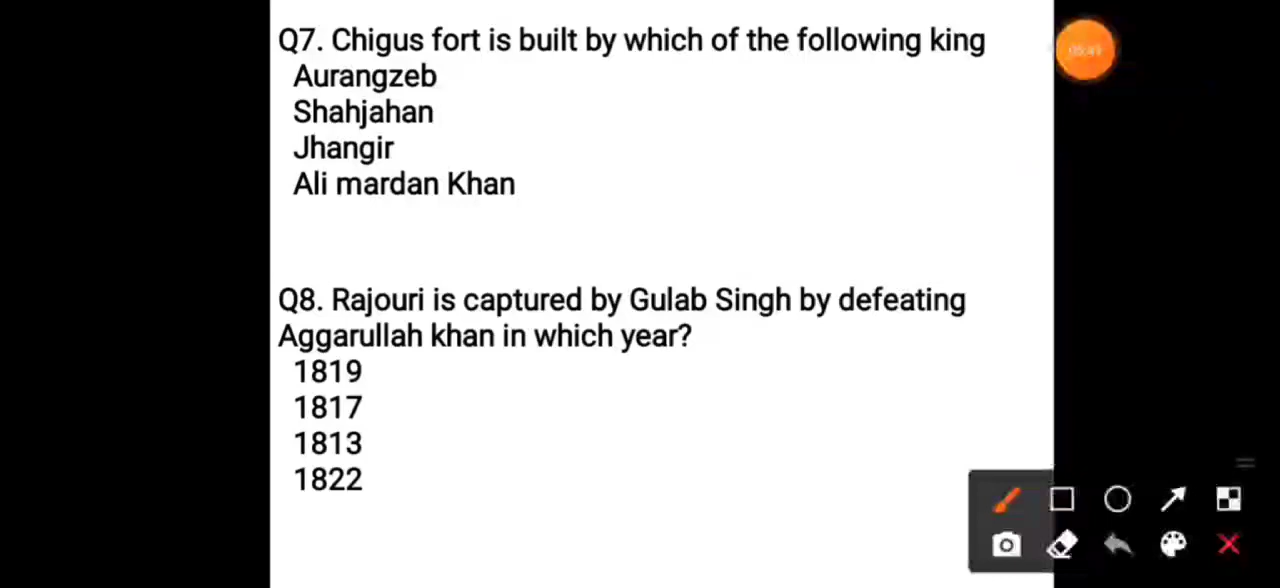 Q7. Chigus fort is built by which of the following king
Aurangzeb
Shahjahan
Jhangir
Ali mardan Khan
Q8. Rajouri is captured by Gulab Singh by defeating
Aggarullah khan in which year?
1819
1817
1813
1822